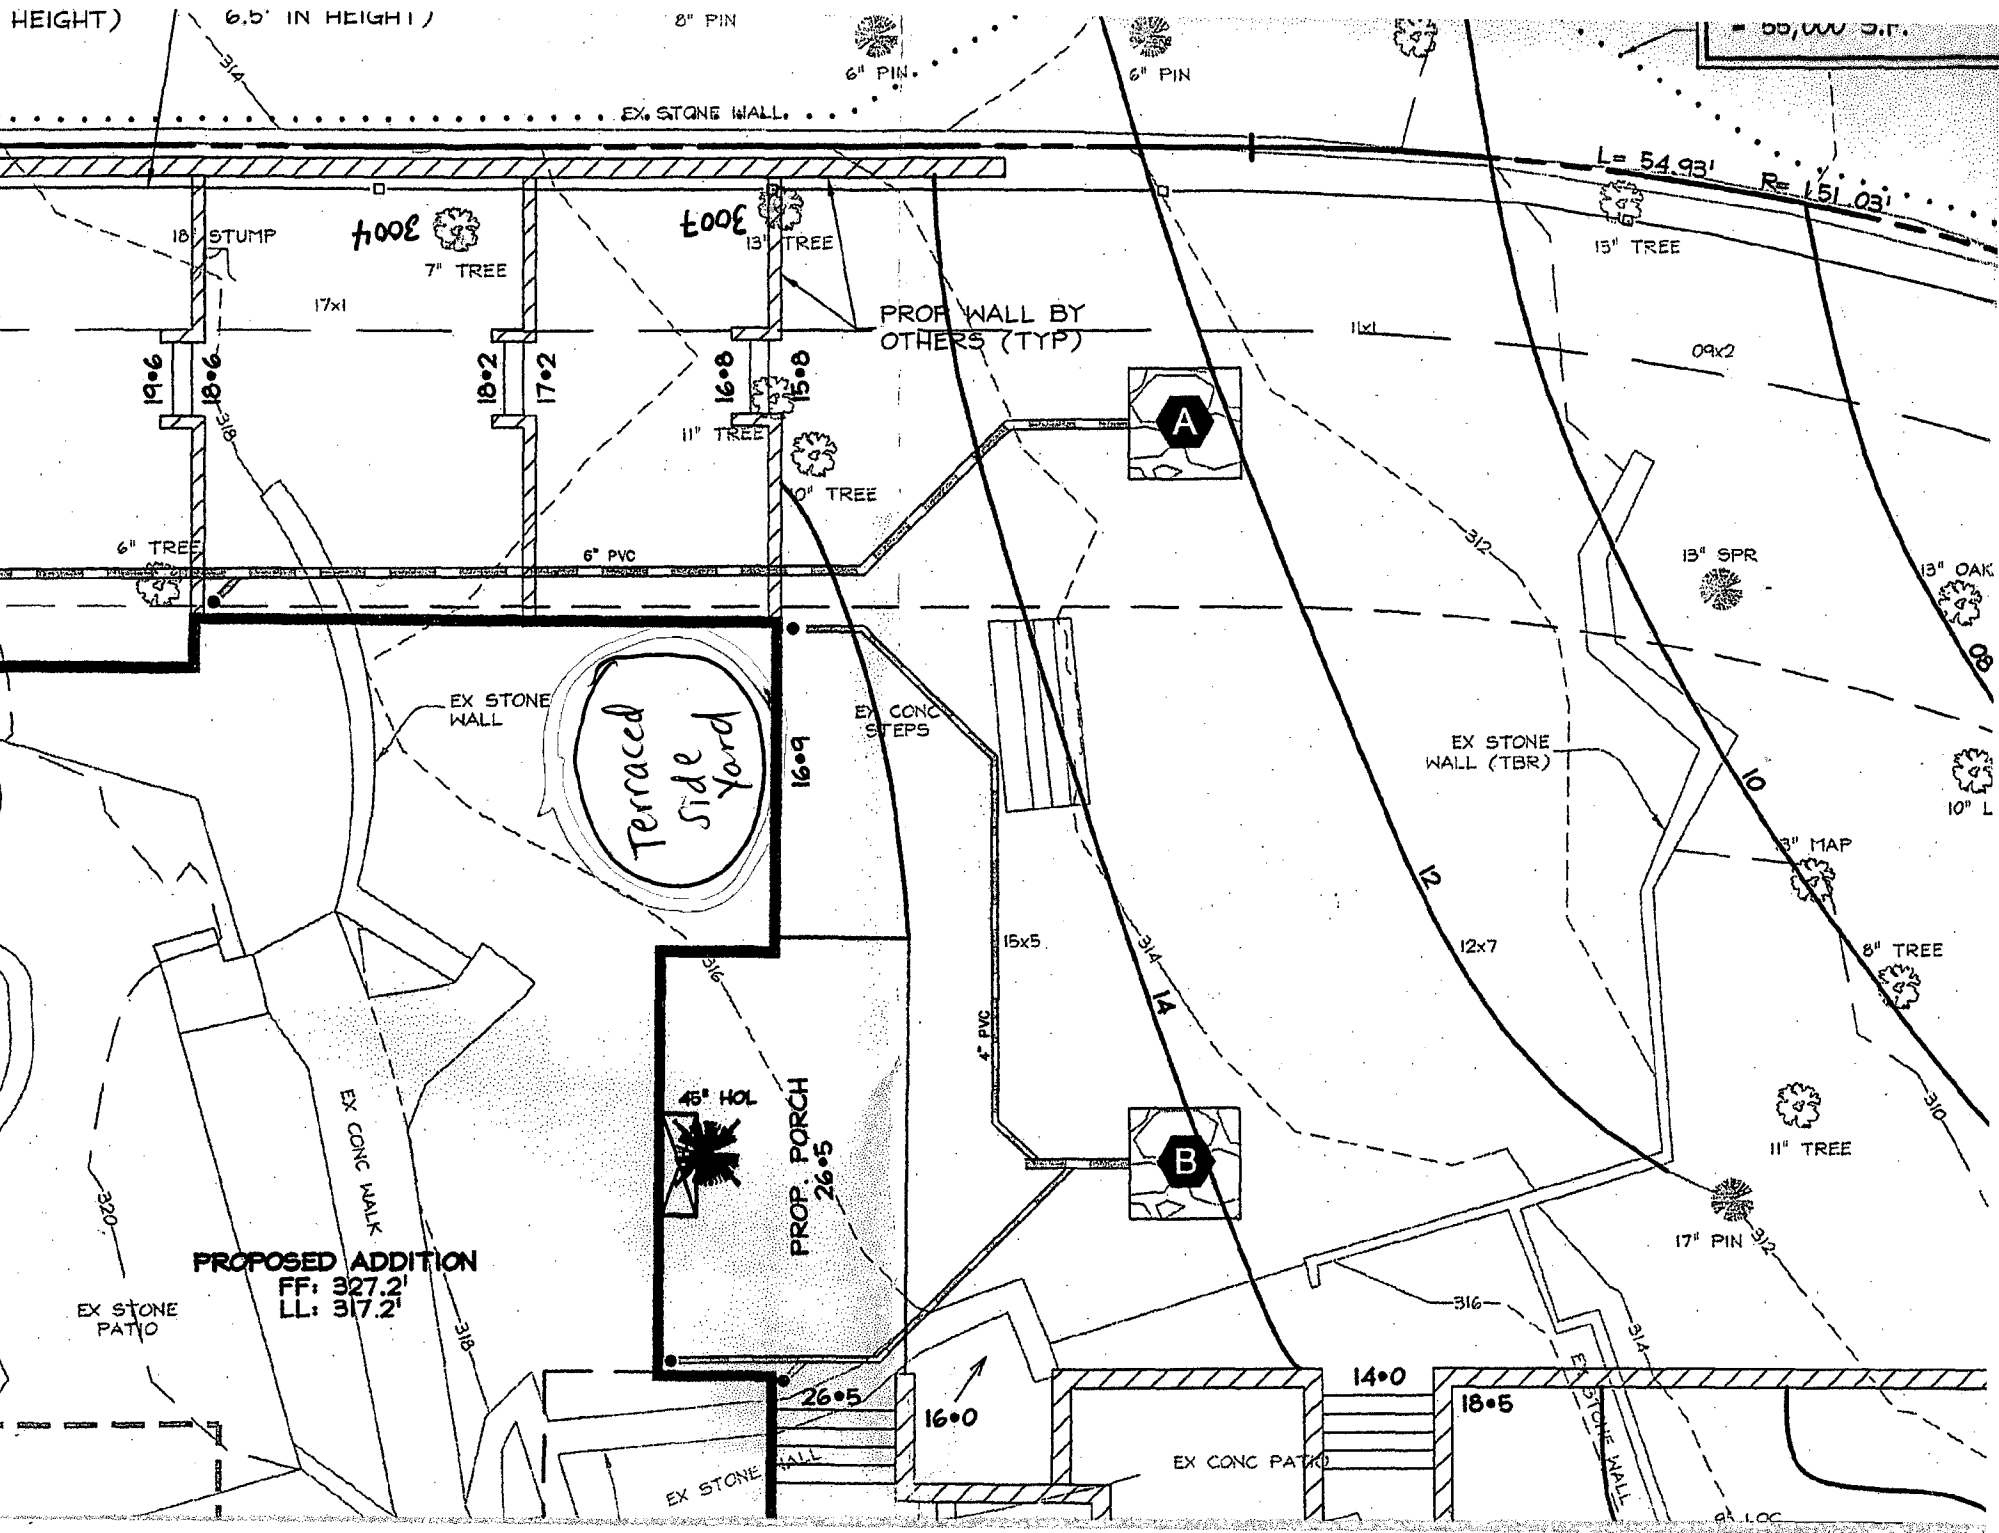 HEIGHT)
6.5' IN HEIGHT)
8" PIN
6" PIN
6" PIN
= 55,000 S.F.
314
EX STONE WALL
L= 54.93'
R= 151.03'
18" STUMP
3004
7" TREE
3007
13" TREE
15" TREE
17x1
PROP WALL BY
OTHERS (TYP)
11x1
09x2
19•6
18•6
18•2
17•2
16•8
15•8
318
11" TREE
10" TREE
A
312
6" TREE
6" PVC
13" SPR
13" OAK
08
EX STONE
WALL
Terraced
side
Yard
16•9
EX CONC
STEPS
EX STONE
WALL (TBR)
10
10" L
12
3" MAP
316
15x5
314
12x7
8" TREE
14
4" PVC
45" HOL
PROP. PORCH
26•5
B
310
11" TREE
EX CONC WALK
320
17" PIN
312
PROPOSED ADDITION
FF: 327.2'
LL: 317.2'
EX STONE
PATIO
318
316
314
26•5
16•0
14•0
18•5
EX STONE WALL
EX CONC PATIO
EX STONE WALL
9" LOC